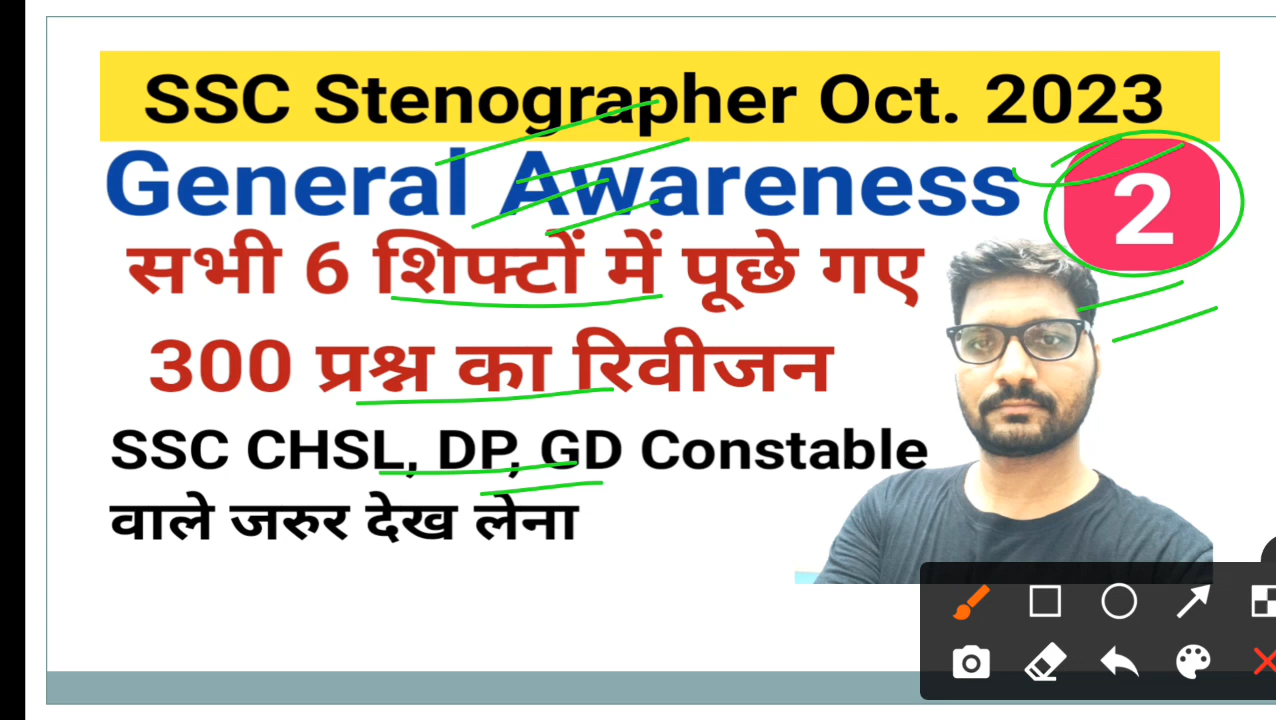 SSC Stenographer Oct. 2023
General Awareness
2
सभी 6 शिफ्टों में पूछे गए
300 प्रश्न का रिवीजन
SSC CHSL, DP, GD Constable
वाले जरुर देख लेना